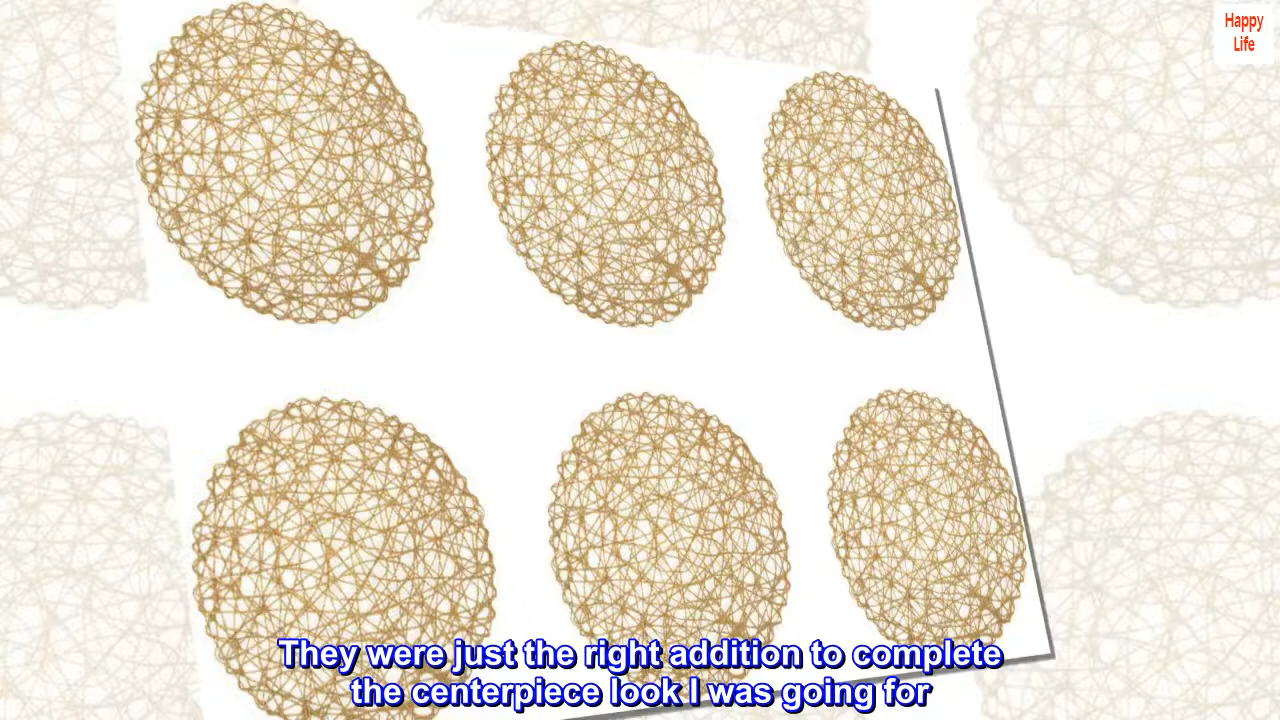 Happy
Life
They were just the right addition to complete
the centerpiece look I was going for